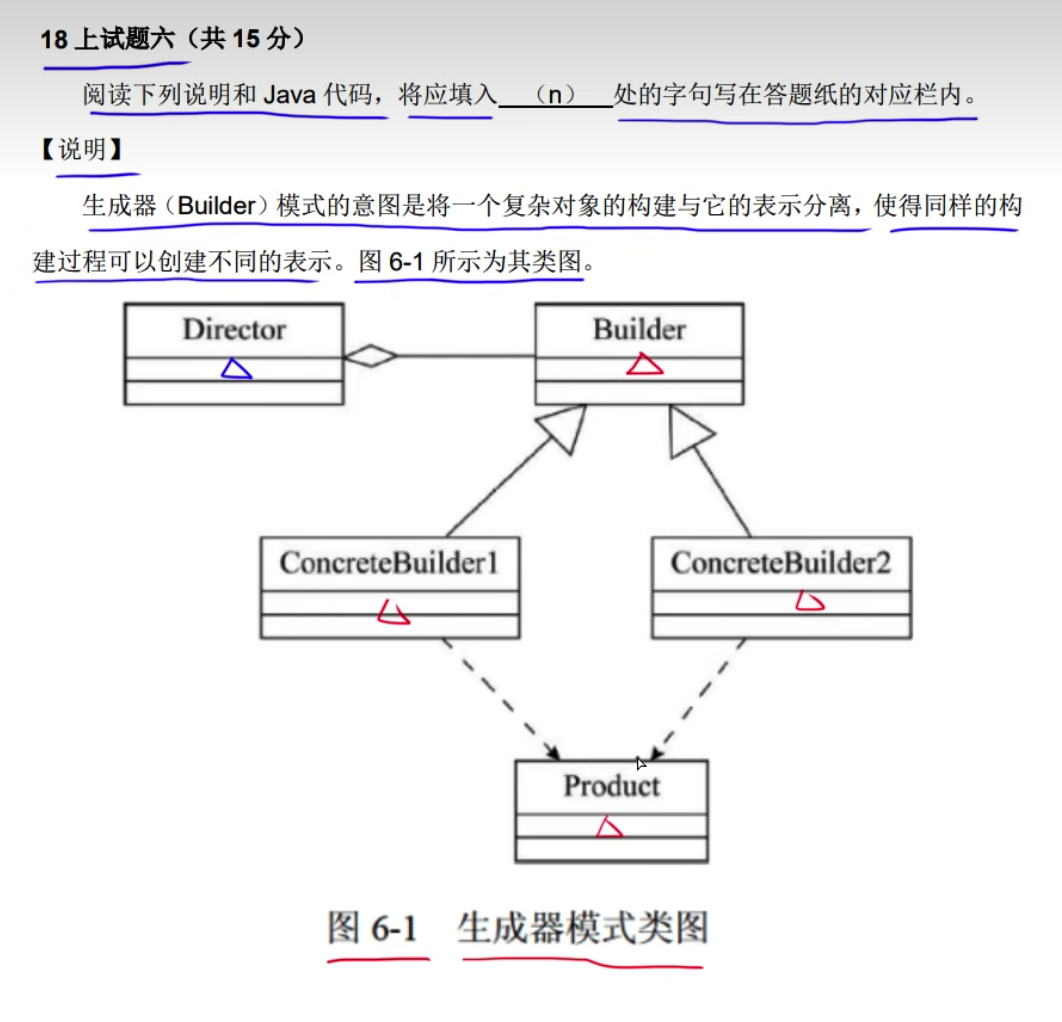 18 上试题六（共 15 分）
阅读下列说明和 Java 代码，将应填入 （n） 处的字句写在答题纸的对应栏内。
【说明】
生成器（Builder）模式的意图是将一个复杂对象的构建与它的表示分离，使得同样的构
建过程可以创建不同的表示。图 6-1 所示为其类图。
Director
Builder
ConcreteBuilder1
ConcreteBuilder2
Product
图 6-1 生成器模式类图